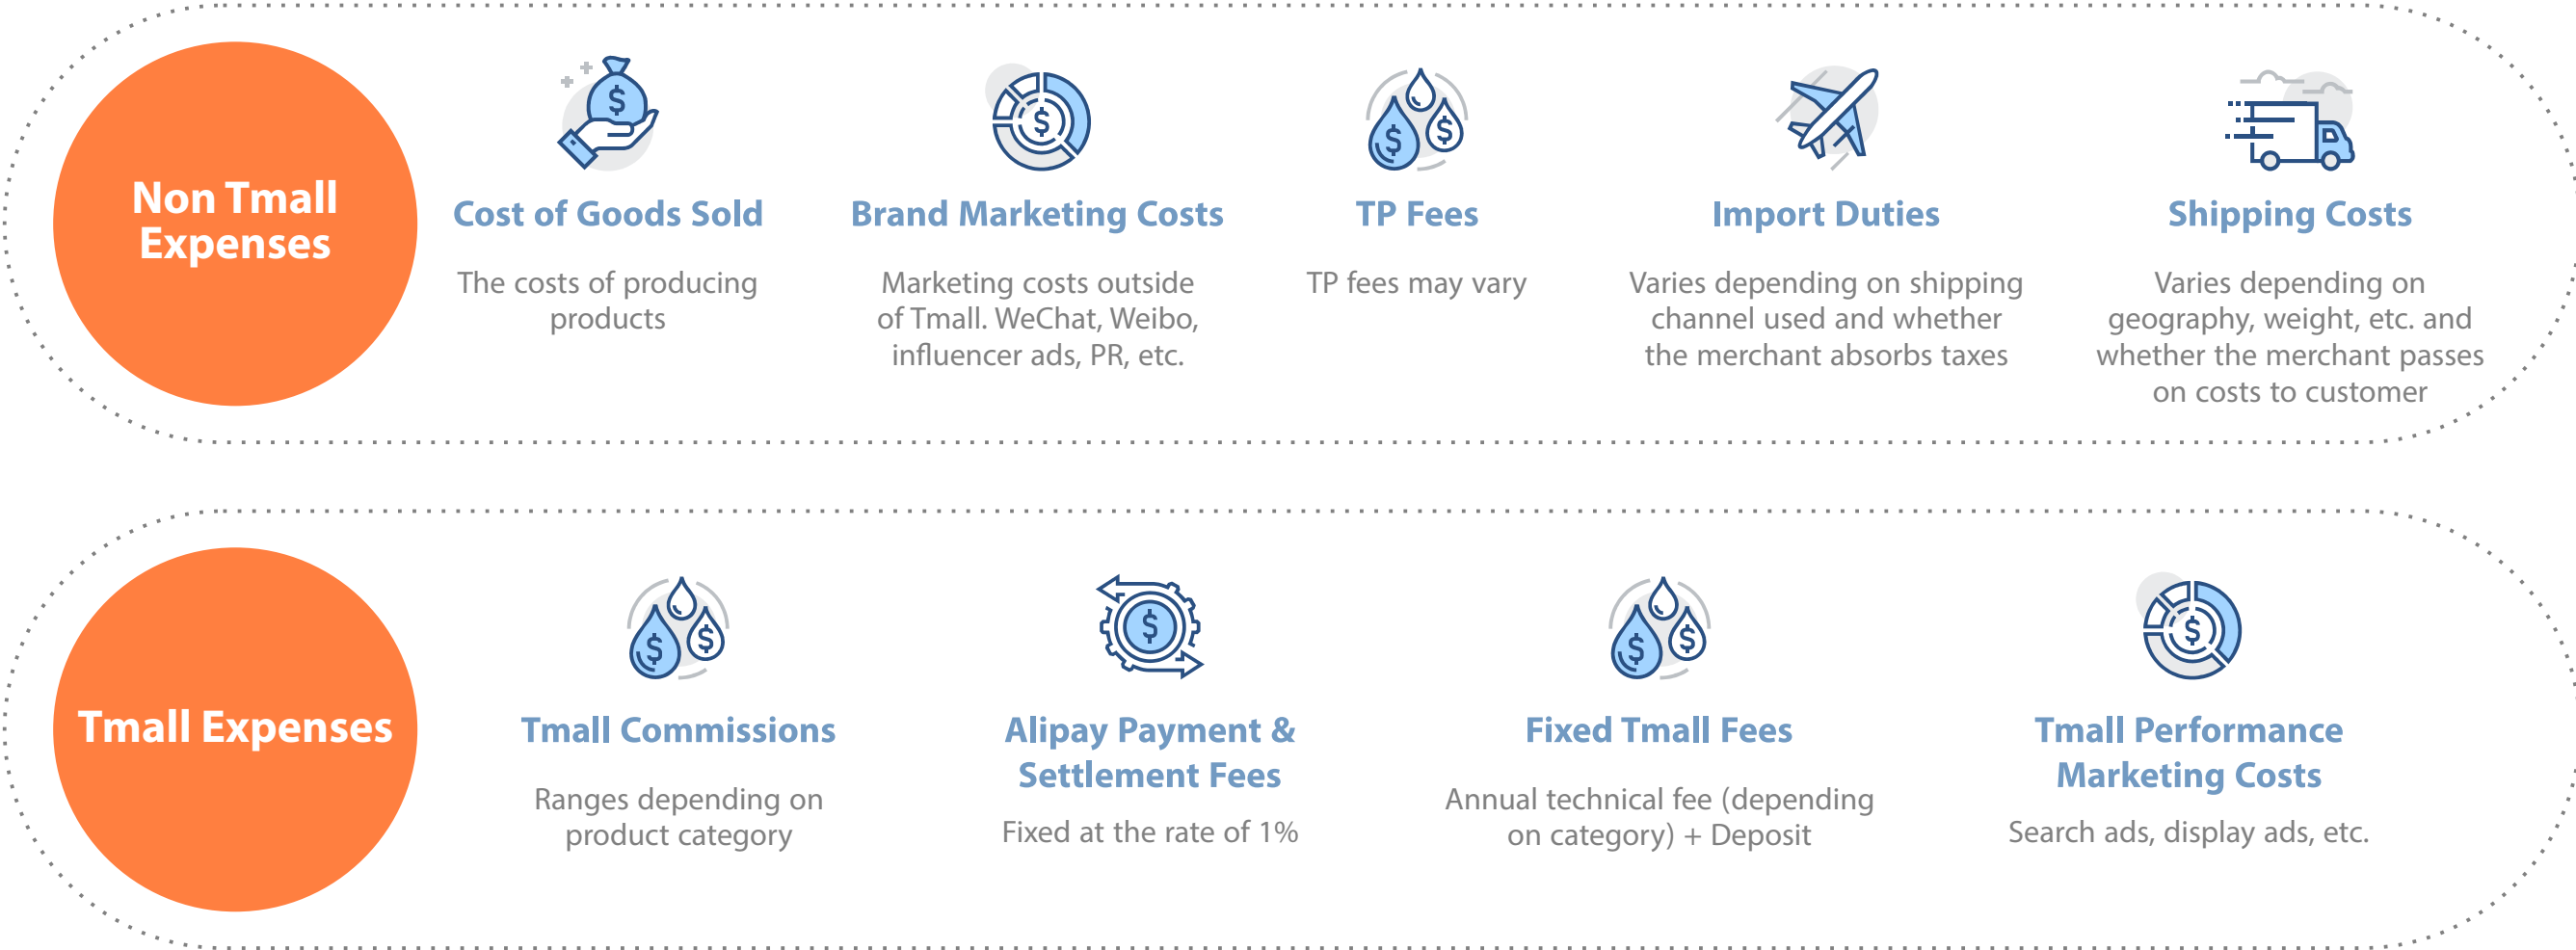 Non Tmall
Expenses
Cost of Goods Sold
The costs of producing
products
Brand Marketing Costs
Marketing costs outside
of Tmall. WeChat, Weibo,
influencer ads, PR, etc.
TP Fees
TP fees may vary
Import Duties
Varies depending on shipping
channel used and whether
the merchant absorbs taxes
Shipping Costs
Varies depending on
geography, weight, etc. and
whether the merchant passes
on costs to customer
Tmall Expenses
Tmall Commissions
Ranges depending on
product category
Alipay Payment &
Settlement Fees
Fixed at the rate of 1%
Fixed Tmall Fees
Annual technical fee (depending
on category) + Deposit
Tmall Performance
Marketing Costs
Search ads, display ads, etc.